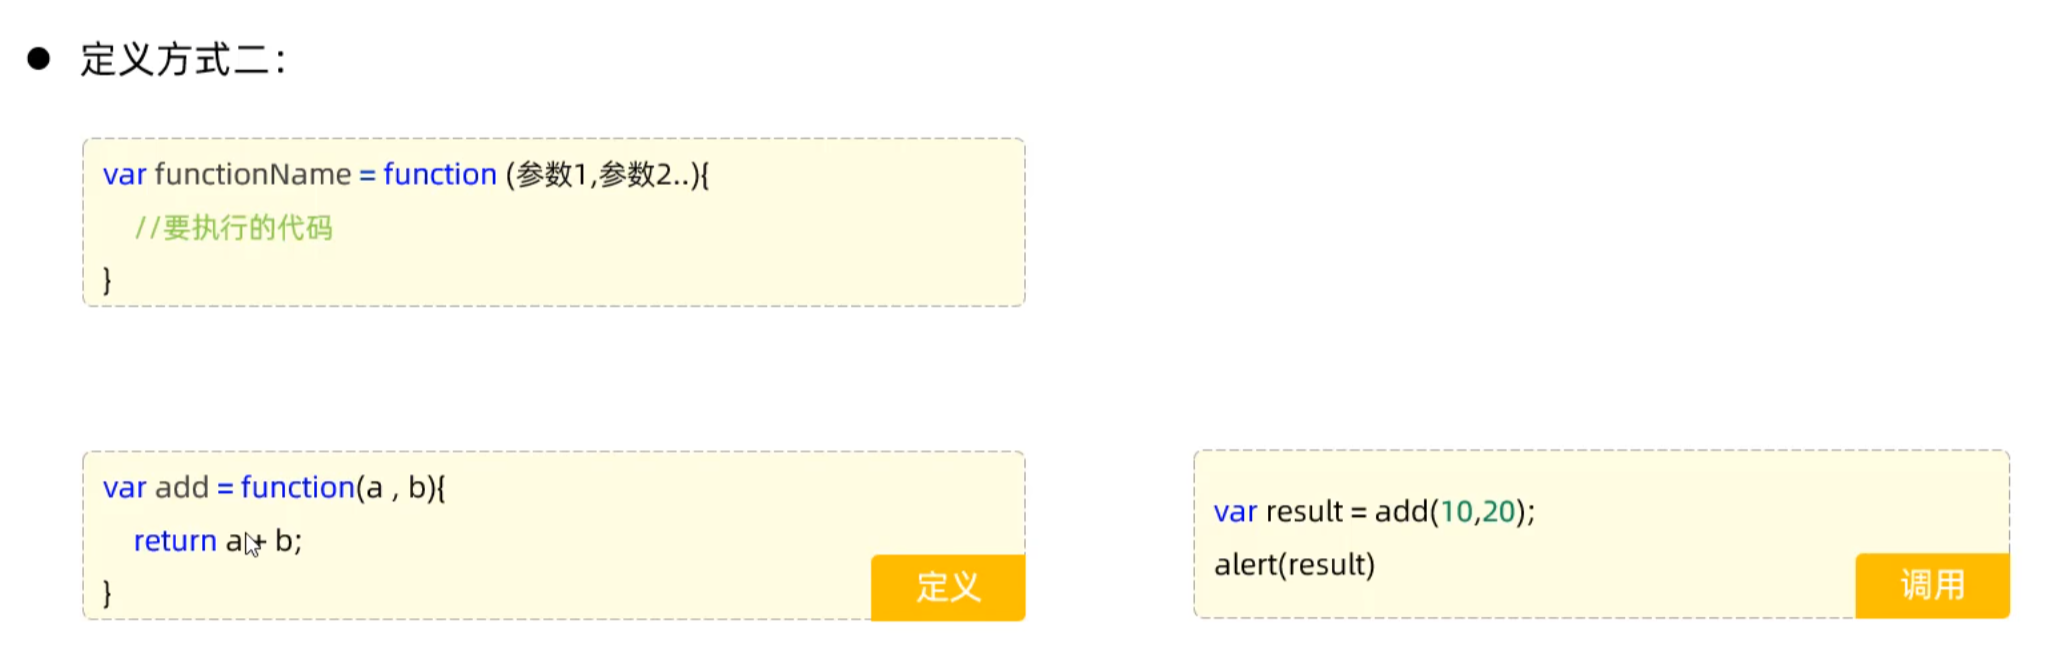 ● 定义方式二：
var functionName = function (参数1,参数2..){
//要执行的代码
}
var add = function(a , b){
return a + b;
}
定义
var result = add(10,20);
alert(result)
调用